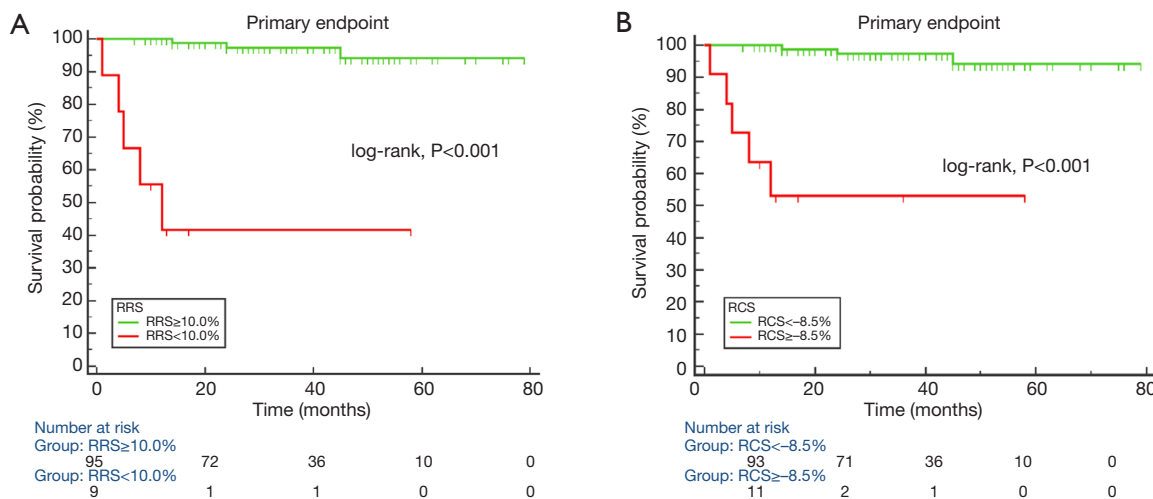 A
Primary endpoint
Survival probability (%)
100
90
80
70
60
50
40
30
20
10
0
log-rank, P<0.001
RRS
RRS≥10.0%
RRS<10.0%
0 20 40 60 80
Time (months)
Number at risk
Group: RRS≥10.0%
95 72 36 10 0
Group: RRS<10.0%
9 1 1 0 0
B
Primary endpoint
Survival probability (%)
100
90
80
70
60
50
40
30
20
10
0
log-rank, P<0.001
RCS
RCS<–8.5%
RCS≥–8.5%
0 20 40 60 80
Time (months)
Number at risk
Group: RCS<–8.5%
93 71 36 10 0
Group: RCS≥–8.5%
11 2 1 0 0